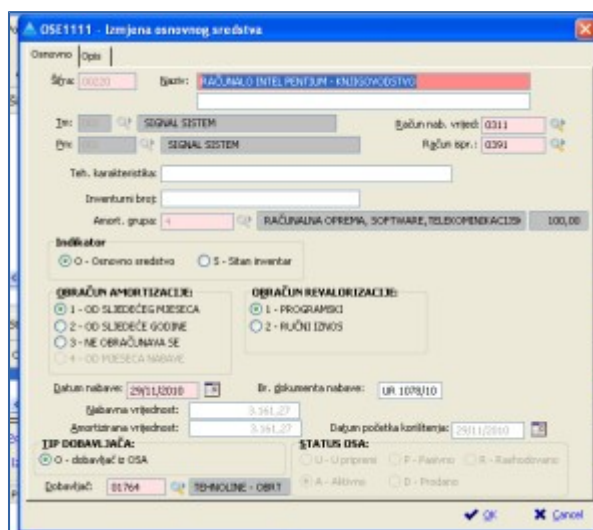 OSE1111 - Izmjena osnovnog sredstva
Osnovno Opis
Šifra: 00220 Naziv: RAČUNALO INTEL PENTIUM - KNJIGOVODSTVO
SIGNAL SISTEM Račun nab. vrijed: 0311
SIGNAL SISTEM Račun ispr.: 0391
Teh. karakteristika:
Inventurni broj:
Amort. grupa: 4 RAČUNALNA OPREMA, SOFTWARE, 100,00
Indikator
O - Osnovno sredstvo S - Sitan inventar
OBRAČUN AMORTIZACIJE: OBRAČUN REVALORIZACIJE:
1 - OD SLJEDEĆEG MJESECA 1 - PROGRAMSKI
2 - OD SLJEDEĆE GODINE 2 - RUČNI IZNOS
3 - NE OBRAČUNAVA SE
4 - OD MJESECA NABAVE
Datum nabave: 29/11/2010 Br. dokumenta nabave: UR 1078/10
Nabavna vrijednost: 3.161,27
Amortizirana vrijednost: 3.161,27 Datum početka korištenja: 29/11/2010
TIP DOBAVLJAČA: STATUS OSA:
O - dobavljač iz OSA U - U pripremi P - Pasivno R - Rashodovano
A - Aktivno D - Prodano
Dobavljač: 01764 TEHNOLINE - OBRT
OK Cancel